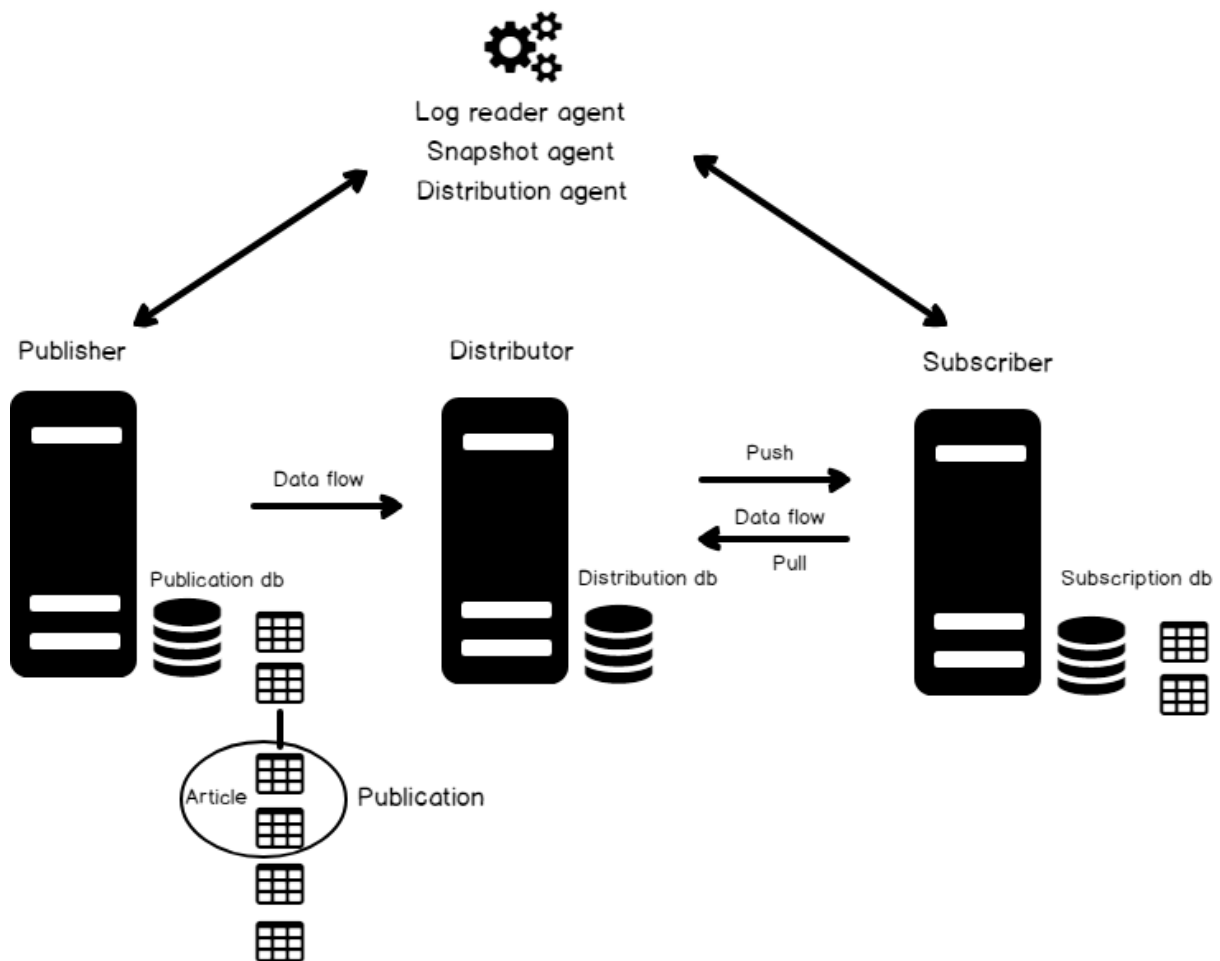 Log reader agent
Snapshot agent
Distribution agent
Publisher
Distributor
Subscriber
Data flow
Push
Data flow
Pull
Publication db
Distribution db
Subscription db
Article
Publication